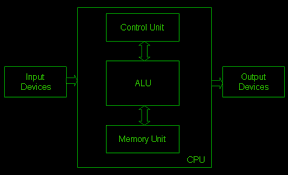 Control Unit
Input
Devices
ALU
Output
Devices
Memory Unit
CPU